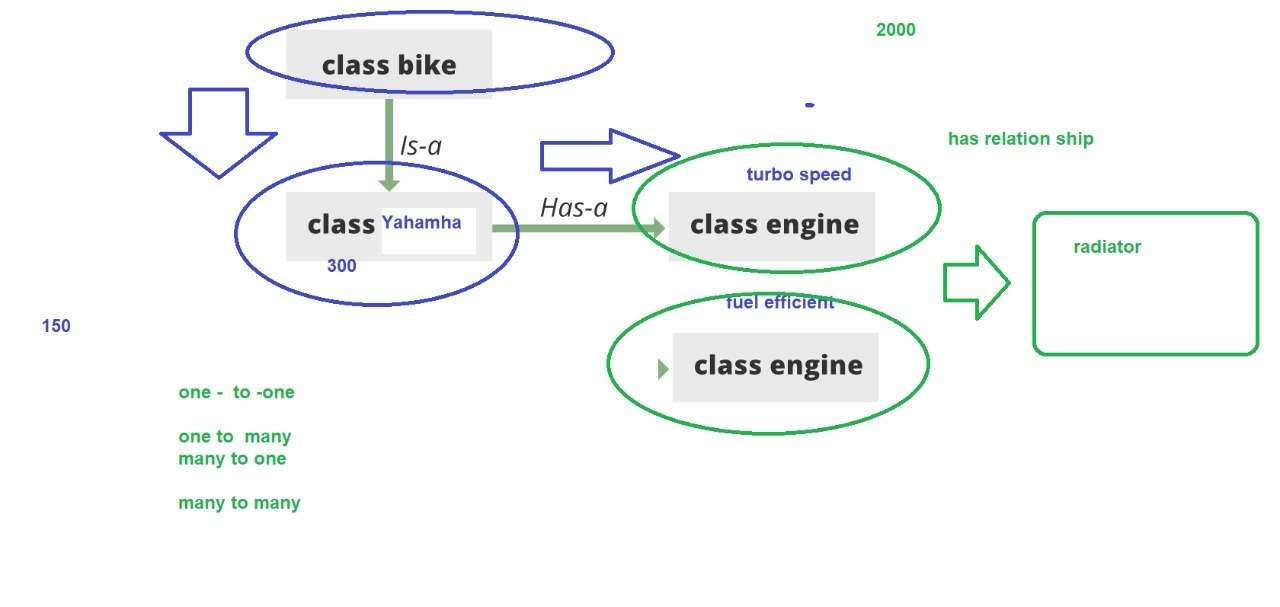 2000
class bike
has relation ship
Is-a
turbo speed
Has-a
class Yahamha
class engine
radiator
300
fuel efficient
150
class engine
one -  to -one
one to  many
many to one
many to many